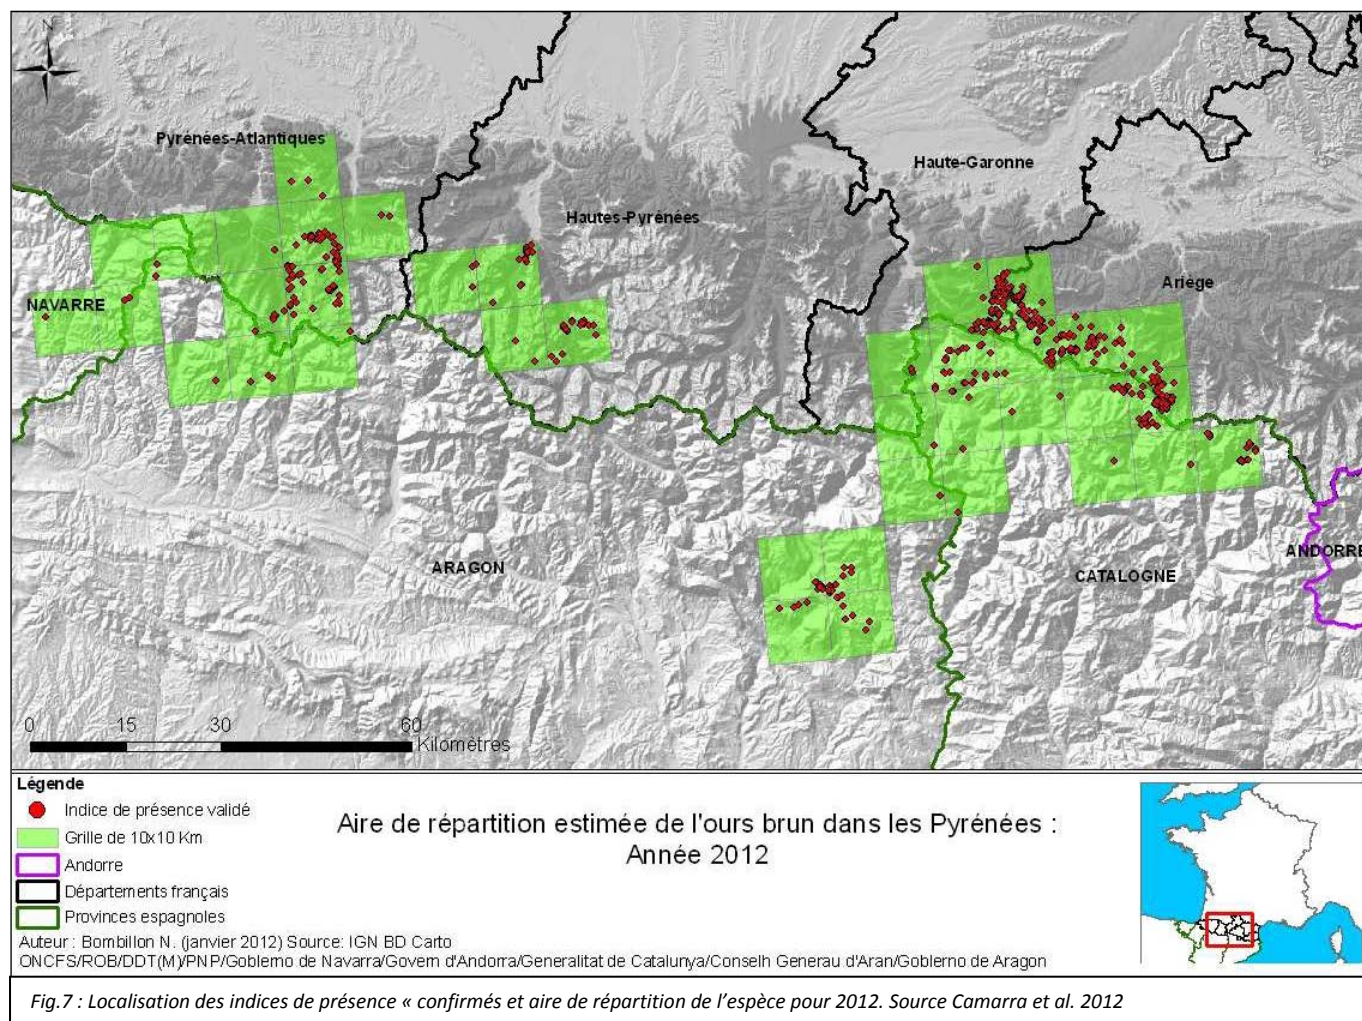 N
Pyrénées-Atlantiques
Haute-Garonne
Hautes-Pyrénées
Ariège
NAVARRE
ANDORRE
ARAGON
CATALOGNE
0 15 30 60
Kilomètres
Légende
Indice de présence validé
Grille de 10x10 Km
Andorre
Départements français
Provinces espagnoles
Aire de répartition estimée de l'ours brun dans les Pyrénées :
Année 2012
Auteur : Bombillon N. (janvier 2012) Source: IGN BD Carto
ONCFS/ROB/DDT(M)/PNP/Gobierno de Navarra/Govern d'Andorra/Generalitat de Catalunya/Conselh Generau d'Aran/Gobierno de Aragon
Fig.7 : Localisation des indices de présence « confirmés et aire de répartition de l'espèce pour 2012. Source Camarra et al. 2012